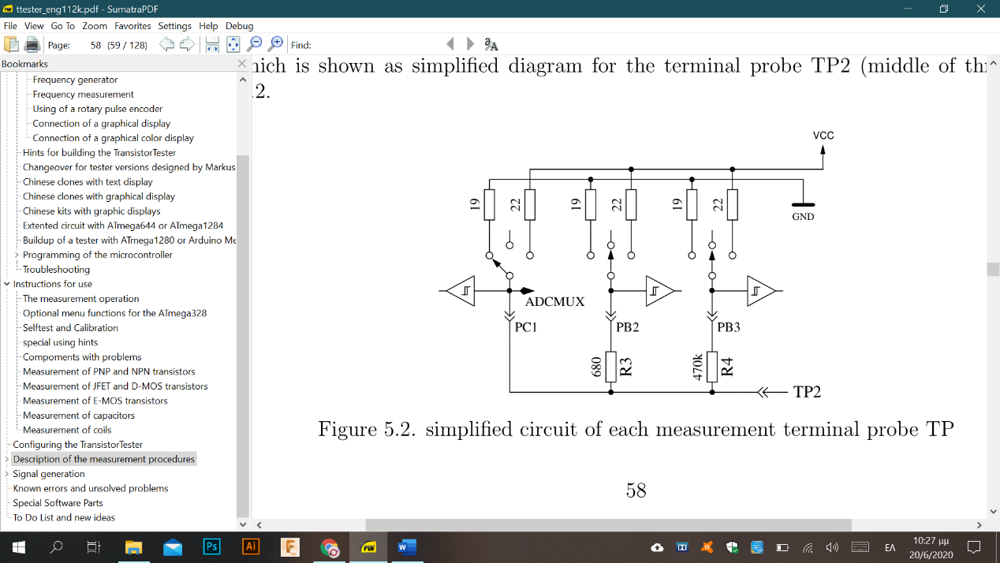 ttester_eng112k.pdf - SumatraPDF
File View Go To Zoom Favorites Settings Help Debug
Page: 58 (59 / 128) Find:
Bookmarks
Frequency generator
Frequency measurement
Using of a rotary pulse encoder
Connection of a graphical display
Connection of a graphical color display
Hints for building the TransistorTester
Changeover for tester versions designed by Markus
Chinese clones with text display
Chinese clones with graphical display
Chinese kits with graphic displays
Extented circuit with ATmega644 or ATmega1284
Buildup of a tester with ATmega1280 or Arduino Me
Programming of the microcontroller
Troubleshooting
Instructions for use
The measurement operation
Optional menu functions for the ATmega328
Selftest and Calibration
special using hints
Compoments with problems
Measurement of PNP and NPN transistors
Measurement of JFET and D-MOS transistors
Measurement of E-MOS transistors
Measurement of capacitors
Measurement of coils
Configuring the TransistorTester
Description of the measurement procedures
Signal generation
Known errors and unsolved problems
Special Software Parts
To Do List and new ideas
hich is shown as simplified diagram for the terminal probe TP2 (middle of thr
.2.
VCC
19 22 19 22 19 22
GND
ADCMUX
PC1 PB2 PB3
680 R3 470k R4
TP2
Figure 5.2. simplified circuit of each measurement terminal probe TP
58
Ps Ai F PDF W
ΕΛ
10:27 μμ
20/6/2020